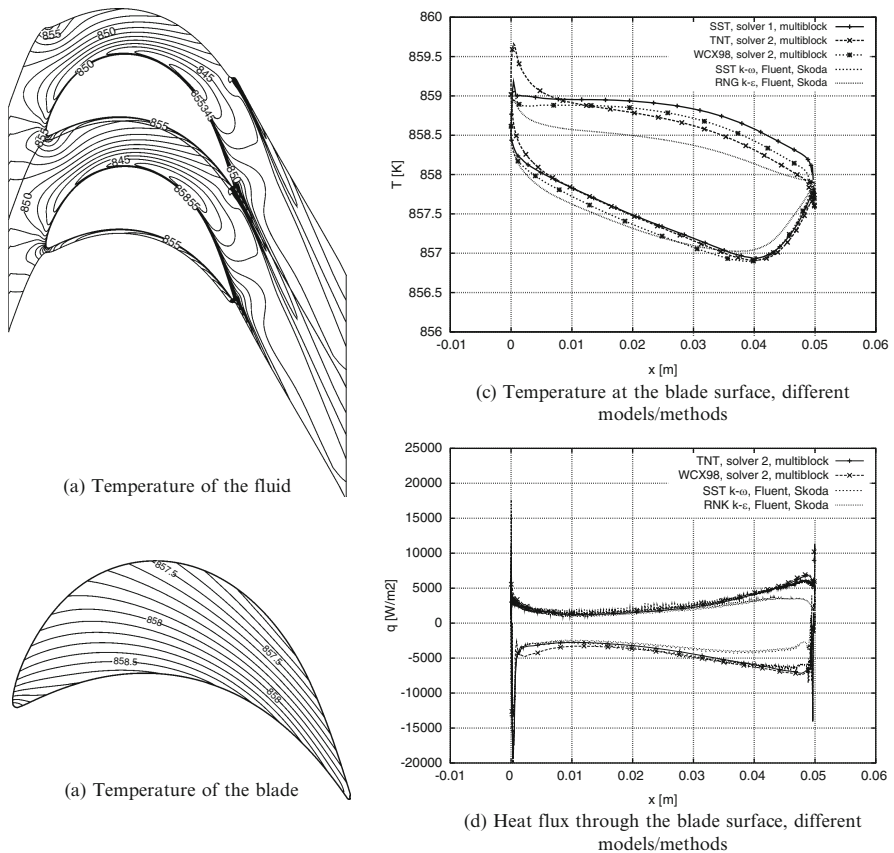 855
850
850
845
855345
855
855
850
850
845
85855
855
(a) Temperature of the fluid
857.5
858
857.5
858.5
858
(a) Temperature of the blade
860
859.5
859
858.5
858
857.5
857
856.5
856
T [K]
SST, solver 1, multiblock
TNT, solver 2, multiblock
WCX98, solver 2, multiblock
SST k-ω, Fluent, Skoda
RNG k-ε, Fluent, Skoda
-0.01 0 0.01 0.02 0.03 0.04 0.05 0.06
x [m]
(c) Temperature at the blade surface, different
models/methods
25000
20000
15000
10000
5000
0
-5000
-10000
-15000
-20000
q [W/m2]
TNT, solver 2, multiblock
WCX98, solver 2, multiblock
SST k-ω, Fluent, Skoda
RNK k-ε, Fluent, Skoda
-0.01 0 0.01 0.02 0.03 0.04 0.05 0.06
x [m]
(d) Heat flux through the blade surface, different
models/methods